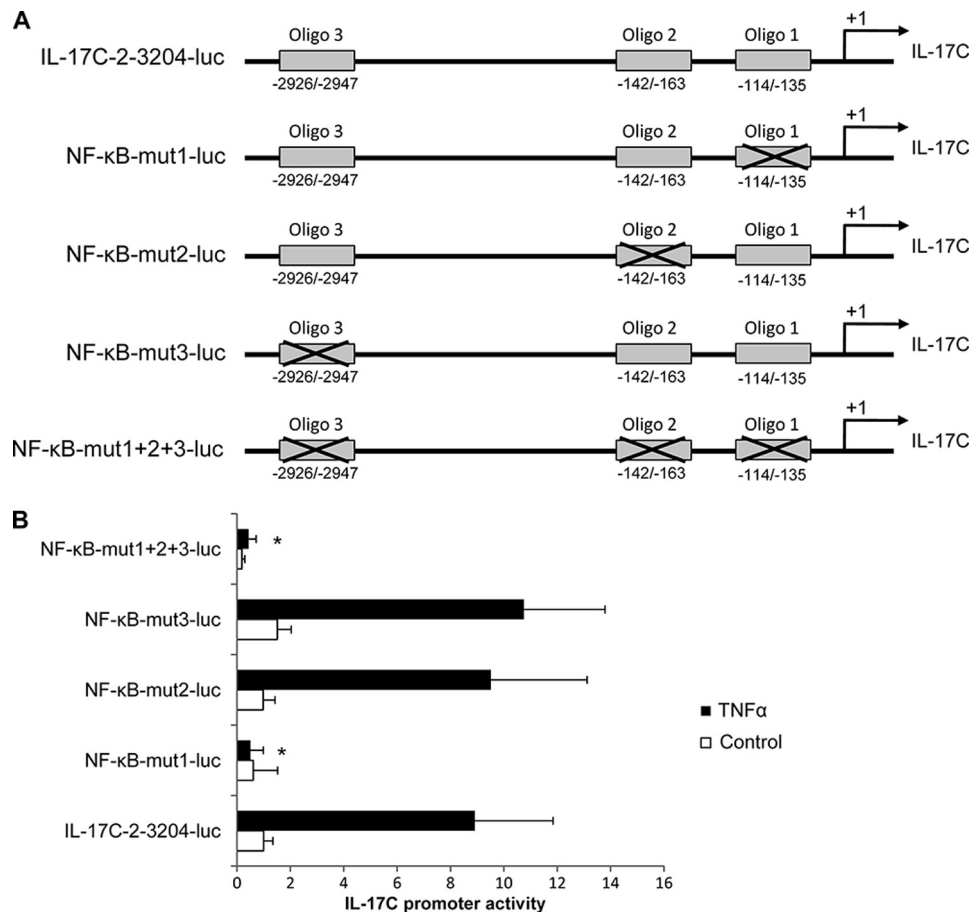 A
IL-17C-2-3204-luc
Oligo 3
Oligo 2
Oligo 1
+1
IL-17C
-2926/-2947
-142/-163
-114/-135
NF-κB-mut1-luc
Oligo 3
Oligo 2
Oligo 1
+1
IL-17C
-2926/-2947
-142/-163
-114/-135
NF-κB-mut2-luc
Oligo 3
Oligo 2
Oligo 1
+1
IL-17C
-2926/-2947
-142/-163
-114/-135
NF-κB-mut3-luc
Oligo 3
Oligo 2
Oligo 1
+1
IL-17C
-2926/-2947
-142/-163
-114/-135
NF-κB-mut1+2+3-luc
Oligo 3
Oligo 2
Oligo 1
+1
IL-17C
-2926/-2947
-142/-163
-114/-135
B
NF-κB-mut1+2+3-luc
*
NF-κB-mut3-luc
NF-κB-mut2-luc
NF-κB-mut1-luc
*
IL-17C-2-3204-luc
TNFα
Control
0 2 4 6 8 10 12 14 16
IL-17C promoter activity